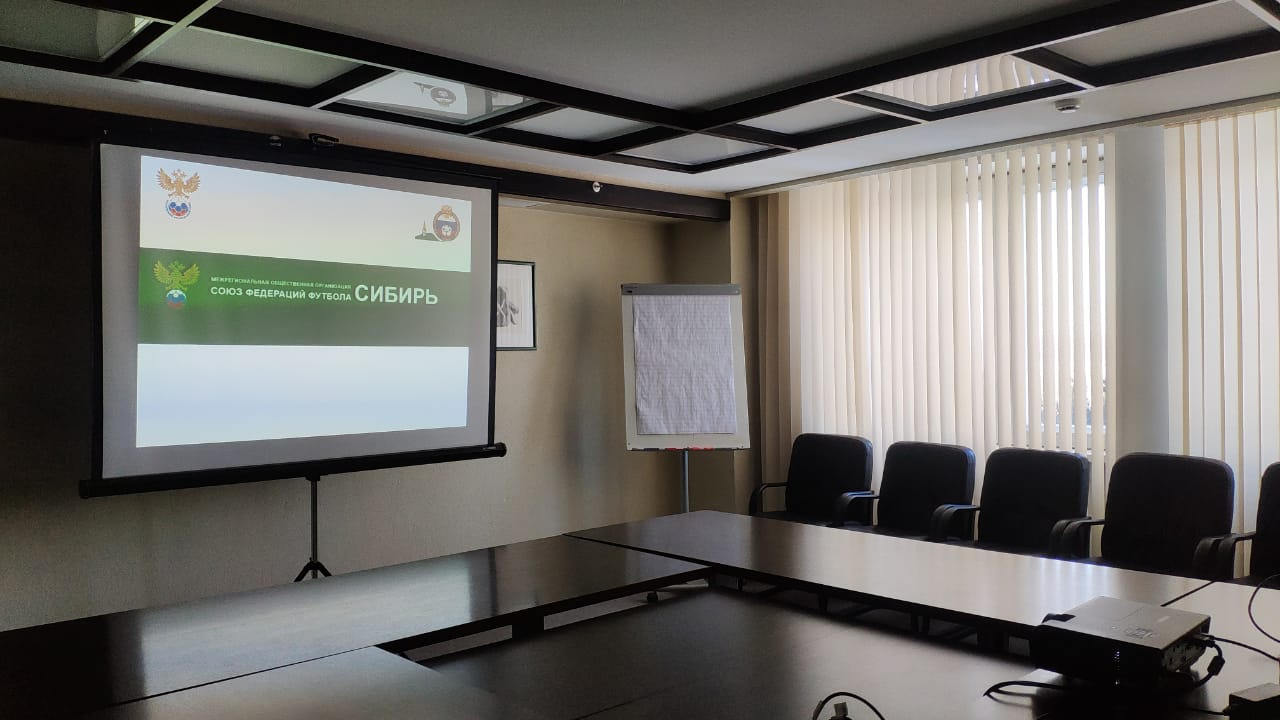 МЕЖРЕГИОНАЛЬНАЯ ОБЩЕСТВЕННАЯ ОРГАНИЗАЦИЯ
СОЮЗ ФЕДЕРАЦИЙ ФУТБОЛА СИБИРЬ